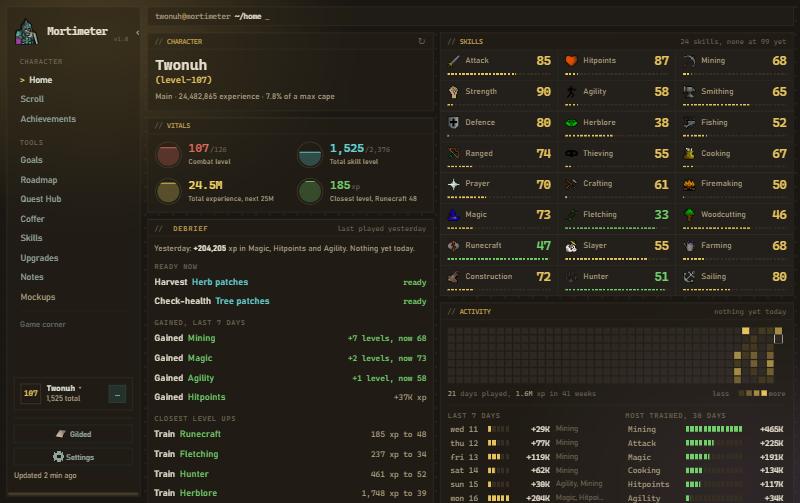 Mortimeter
v1.0
CHARACTER
> Home
Scroll
Achievements
TOOLS
Goals
Roadmap
Quest Hub
Coffer
Skills
Upgrades
Notes
Mockups
Game corner
107 Twonuh
1,525 total
Gilded
Settings
Updated 2 min ago
twonuh@mortimeter ~/home _
// CHARACTER
Twonuh
(level-107)
Main · 24,482,865 experience · 7.8% of a max cape
// VITALS
107/126
Combat level
1,525/2,376
Total skill level
24.5M
Total experience, next 25M
185xp
Closest level, Runecraft 48
// DEBRIEF last played yesterday
Yesterday +204,205 xp in Magic, Hitpoints and Agility. Nothing yet today.
READY NOW
Harvest Herb patches ready
Check-health Tree patches ready
GAINED, LAST 7 DAYS
Gained Mining +7 levels, now 68
Gained Magic +2 levels, now 73
Gained Agility +1 level, now 58
Gained Hitpoints +37K xp
CLOSEST LEVEL UPS
Train Runecraft 185 xp to 48
Train Fletching 237 xp to 34
Train Hunter 461 xp to 52
Train Herblore 1,748 xp to 39
// SKILLS 24 skills, none at 99 yet
Attack 85 Hitpoints 87 Mining 68
Strength 90 Agility 58 Smithing 65
Defence 80 Herblore 38 Fishing 52
Ranged 74 Thieving 55 Cooking 67
Prayer 70 Crafting 61 Firemaking 50
Magic 73 Fletching 33 Woodcutting 46
Runecraft 47 Slayer 55 Farming 68
Construction 72 Hunter 51 Sailing 80
// ACTIVITY nothing yet today
21 days played, 1.6M xp in 41 weeks less more
LAST 7 DAYS MOST TRAINED, 30 DAYS
wed 11 +29K Mining Mining +465K
thu 12 +77K Mining Attack +225K
fri 13 +119K Mining Magic +191K
sat 14 +62K Mining Cooking +134K
sun 15 +30K Agility, Mining Hitpoints +117K
mon 16 +204K Magic, Hitpoi... Agility +34K